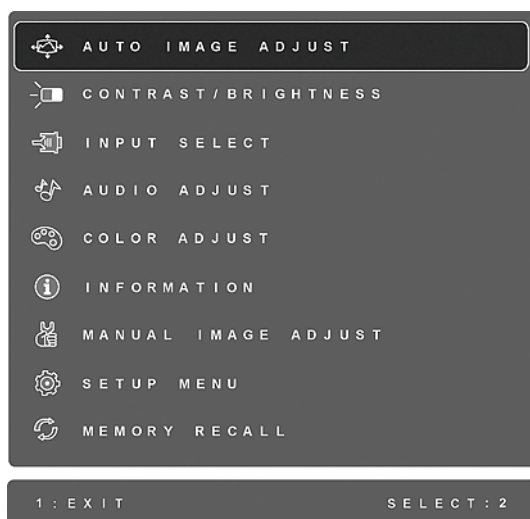 AUTO IMAGE ADJUST
CONTRAST/BRIGHTNESS
INPUT SELECT
AUDIO ADJUST
COLOR ADJUST
INFORMATION
MANUAL IMAGE ADJUST
SETUP MENU
MEMORY RECALL
1:EXIT SELECT:2